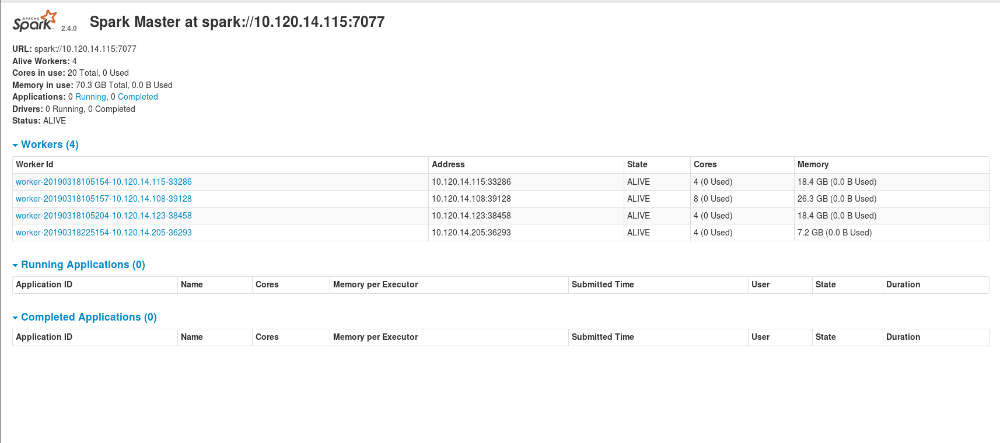 APACHE
Spark 2.4.0 Spark Master at spark://10.120.14.115:7077
URL: spark://10.120.14.115:7077
Alive Workers: 4
Cores in use: 20 Total, 0 Used
Memory in use: 70.3 GB Total, 0.0 B Used
Applications: 0 Running, 0 Completed
Drivers: 0 Running, 0 Completed
Status: ALIVE
Workers (4)
Worker Id Address State Cores Memory
worker-20190318105154-10.120.14.115-33286 10.120.14.115:33286 ALIVE 4 (0 Used) 18.4 GB (0.0 B Used)
worker-20190318105157-10.120.14.108-39128 10.120.14.108:39128 ALIVE 8 (0 Used) 26.3 GB (0.0 B Used)
worker-20190318105204-10.120.14.123-38458 10.120.14.123:38458 ALIVE 4 (0 Used) 18.4 GB (0.0 B Used)
worker-20190318225154-10.120.14.205-36293 10.120.14.205:36293 ALIVE 4 (0 Used) 7.2 GB (0.0 B Used)
Running Applications (0)
Application ID Name Cores Memory per Executor Submitted Time User State Duration
Completed Applications (0)
Application ID Name Cores Memory per Executor Submitted Time User State Duration